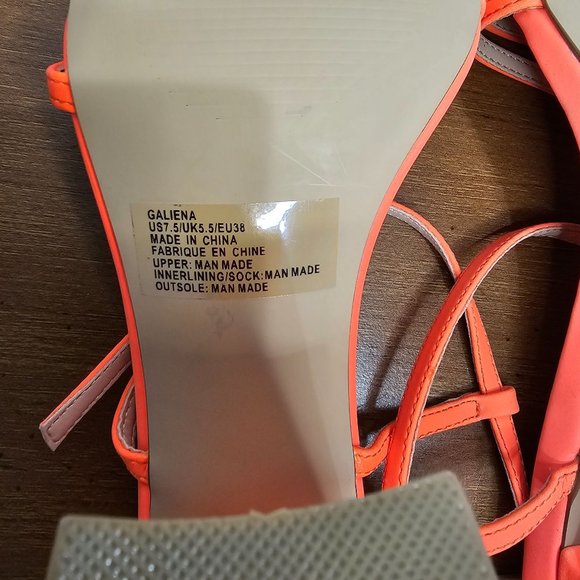 GALIENA
US7.5/UK5.5/EU38
MADE IN CHINA
FABRIQUE EN CHINE
UPPER: MAN MADE
INNERLINING/SOCK:MAN MADE
OUTSOLE: MAN MADE